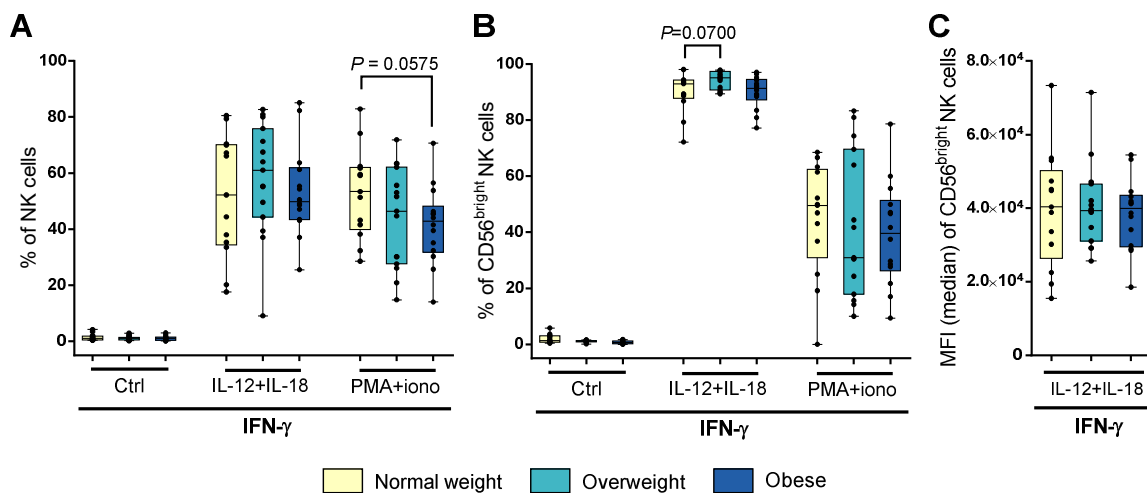 A
% of NK cells
100
80
60
40
20
0
P = 0.0575
Ctrl
IL-12+IL-18
PMA+iono
IFN-γ
B
% of CD56bright NK cells
100
80
60
40
20
0
P=0.0700
Ctrl
IL-12+IL-18
PMA+iono
IFN-γ
C
MFI (median) of CD56bright NK cells
8.0×10⁴
6.0×10⁴
4.0×10⁴
2.0×10⁴
0
IL-12+IL-18
IFN-γ
Normal weight
Overweight
Obese